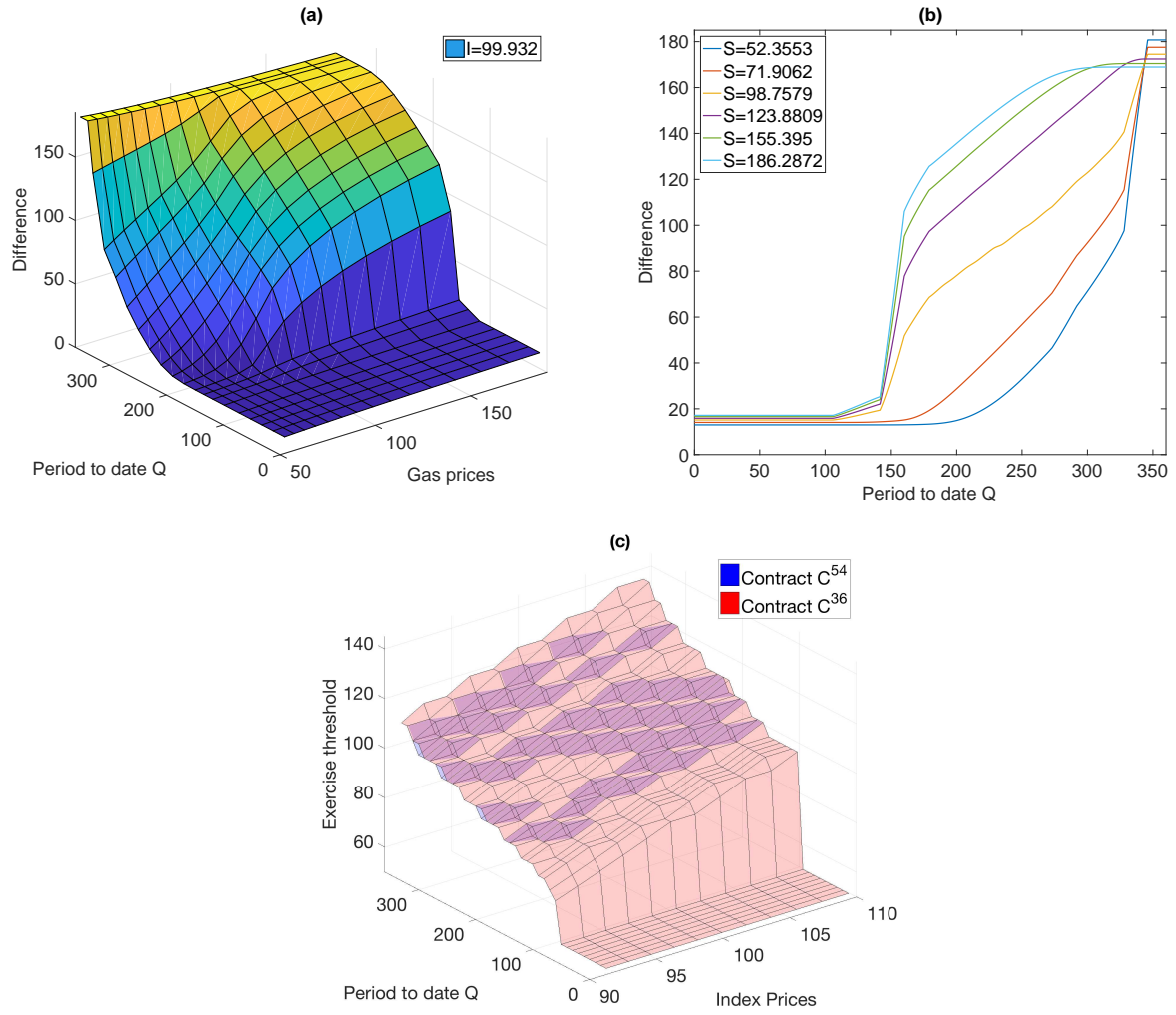 (a)
I=99.932
150
100
50
0
Difference
300
200
100
0
Period to date Q
50
100
150
Gas prices
(b)
S=52.3553
S=71.9062
S=98.7579
S=123.8809
S=155.395
S=186.2872
180
160
140
120
100
80
60
40
20
0
Difference
0 50 100 150 200 250 300 350
Period to date Q
(c)
Contract C^54
Contract C^36
140
120
100
80
60
Exercise threshold
300
200
100
0
Period to date Q
90
95
100
105
110
Index Prices